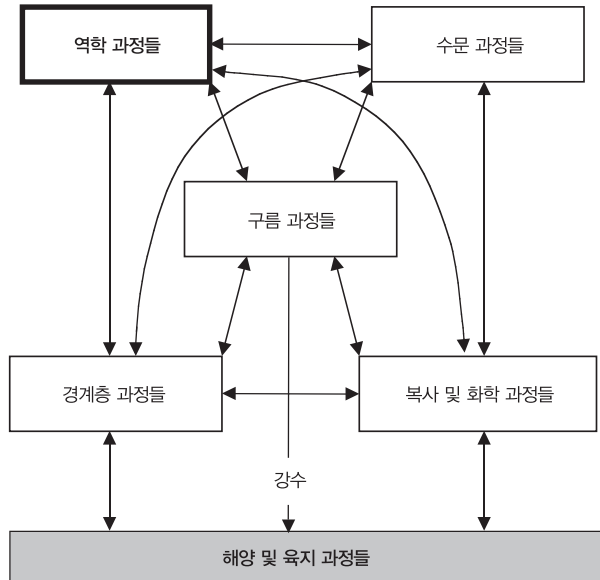 역학 과정들
수문 과정들
구름 과정들
경계층 과정들
복사 및 화학 과정들
강수
해양 및 육지 과정들